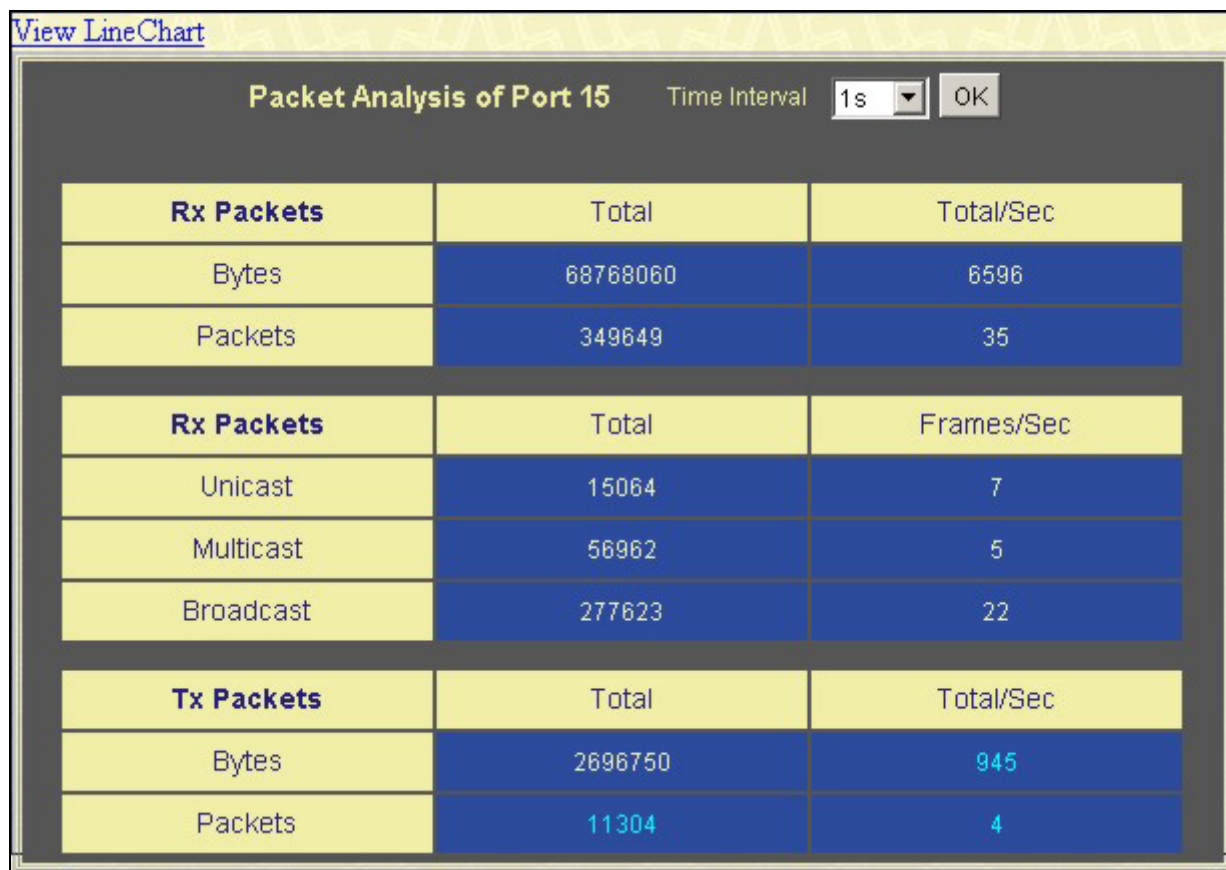 View LineChart
Packet Analysis of Port 15 Time Interval 1s OK
Rx Packets Total Total/Sec
Bytes 68768060 6596
Packets 349649 35
Rx Packets Total Frames/Sec
Unicast 15064 7
Multicast 56962 5
Broadcast 277623 22
Tx Packets Total Total/Sec
Bytes 2696750 945
Packets 11304 4